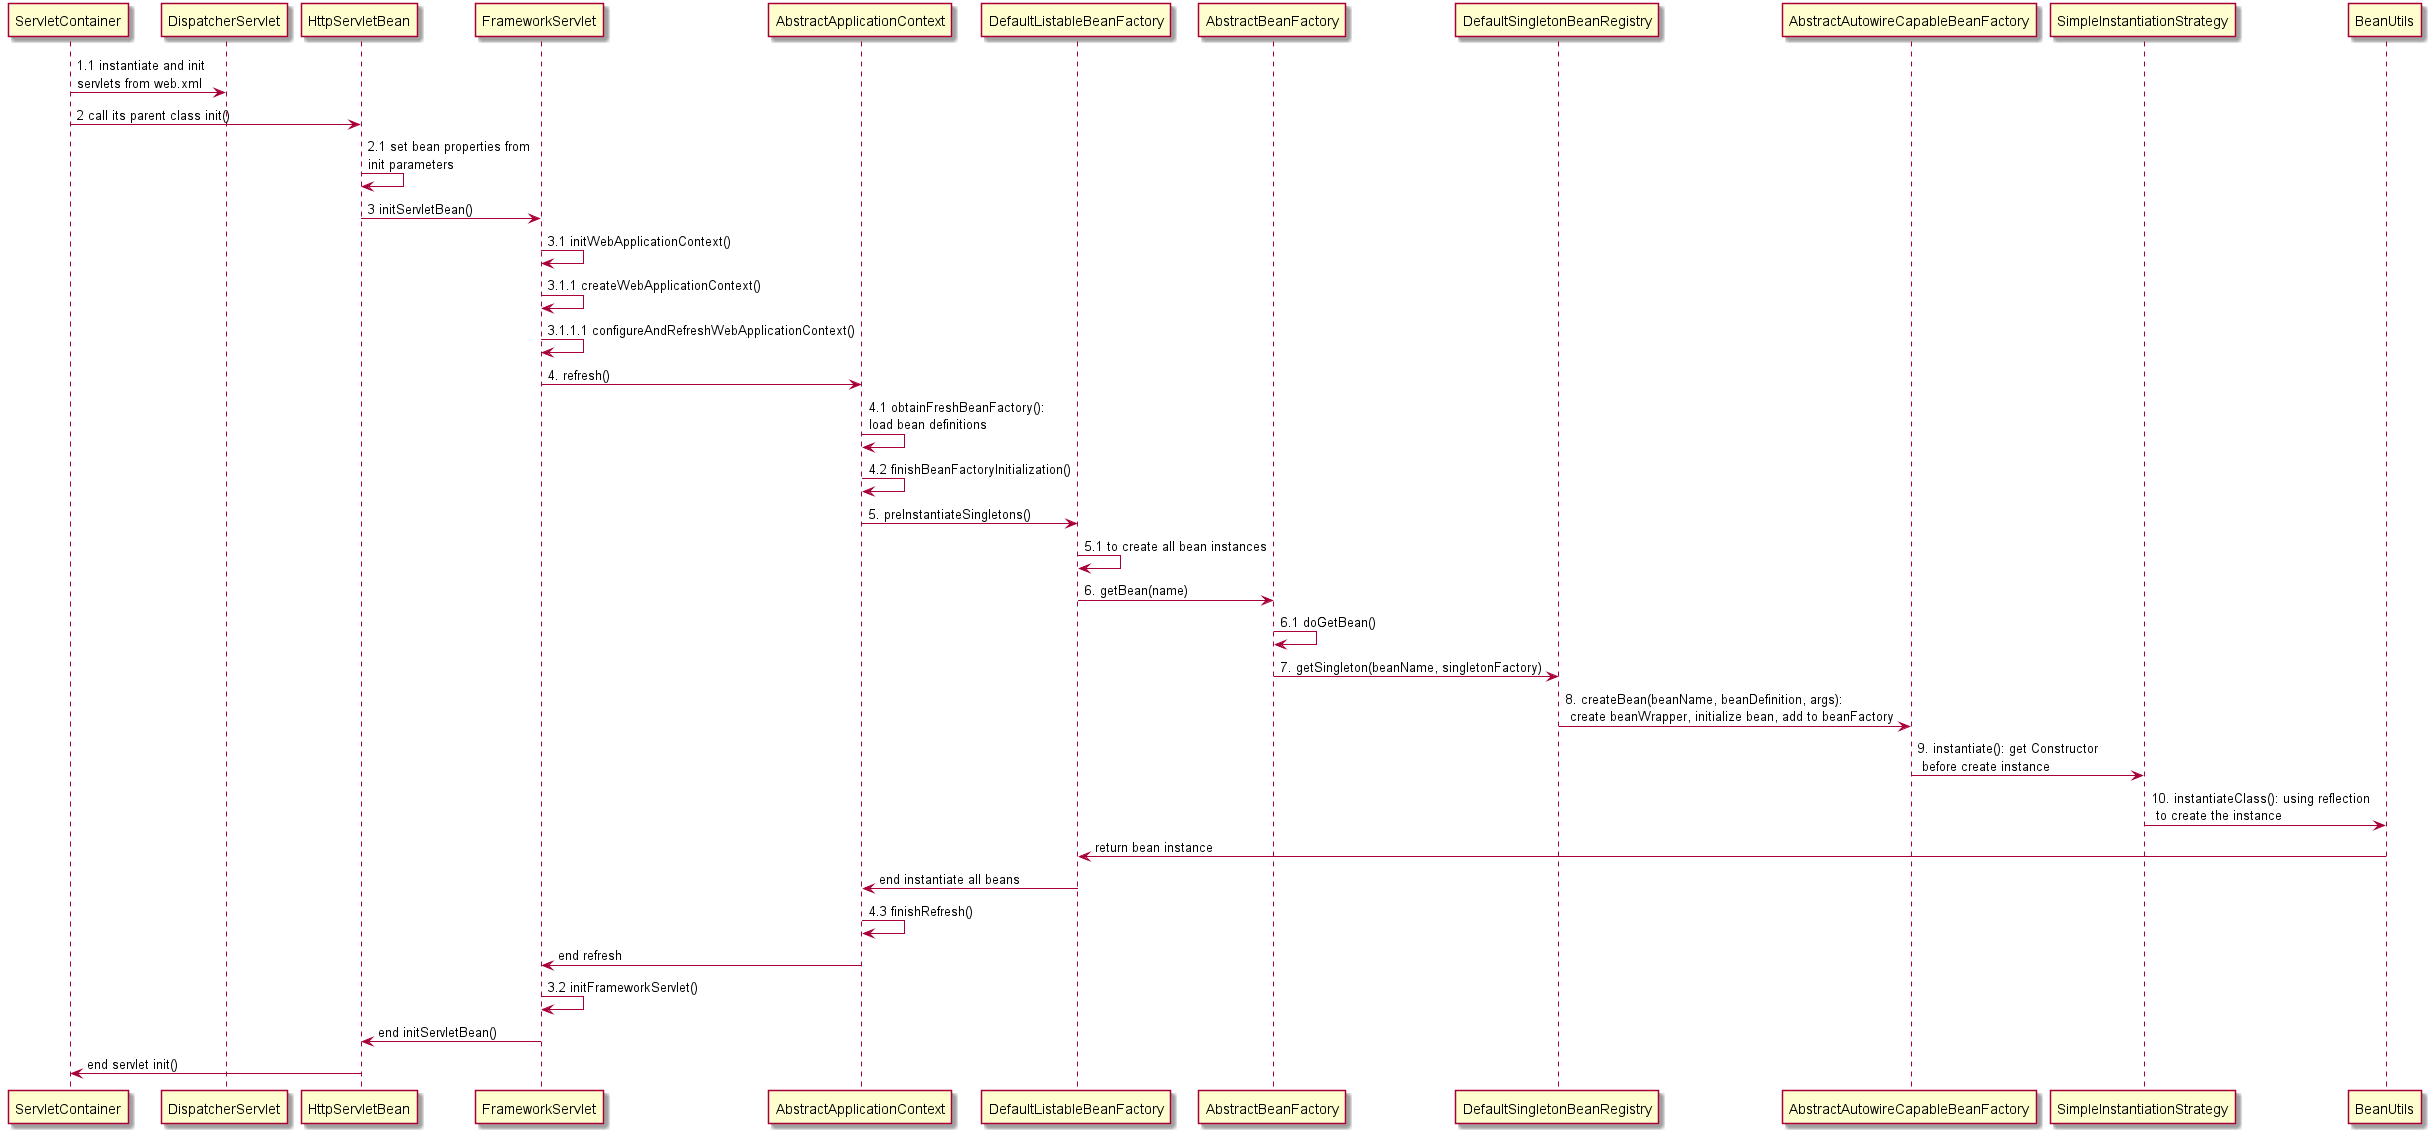 ServletContainer
DispatcherServlet
HttpServletBean
FrameworkServlet
AbstractApplicationContext
DefaultListableBeanFactory
AbstractBeanFactory
DefaultSingletonBeanRegistry
AbstractAutowireCapableBeanFactory
SimpleInstantiationStrategy
BeanUtils
1.1 instantiate and init
servlets from web.xml
2 call its parent class init()
2.1 set bean properties from
init parameters
3 initServletBean()
3.1 initWebApplicationContext()
3.1.1 createWebApplicationContext()
3.1.1.1 configureAndRefreshWebApplicationContext()
4. refresh()
4.1 obtainFreshBeanFactory():
load bean definitions
4.2 finishBeanFactoryInitialization()
5. preInstantiateSingletons()
5.1 to create all bean instances
6. getBean(name)
6.1 doGetBean()
7. getSingleton(beanName, singletonFactory)
8. createBean(beanName, beanDefinition, args):
create beanWrapper, initialize bean, add to beanFactory
9. instantiate(): get Constructor
before create instance
10. instantiateClass(): using reflection
to create the instance
return bean instance
end instantiate all beans
4.3 finishRefresh()
end refresh
3.2 initFrameworkServlet()
end initServletBean()
end servlet init()
ServletContainer
DispatcherServlet
HttpServletBean
FrameworkServlet
AbstractApplicationContext
DefaultListableBeanFactory
AbstractBeanFactory
DefaultSingletonBeanRegistry
AbstractAutowireCapableBeanFactory
SimpleInstantiationStrategy
BeanUtils